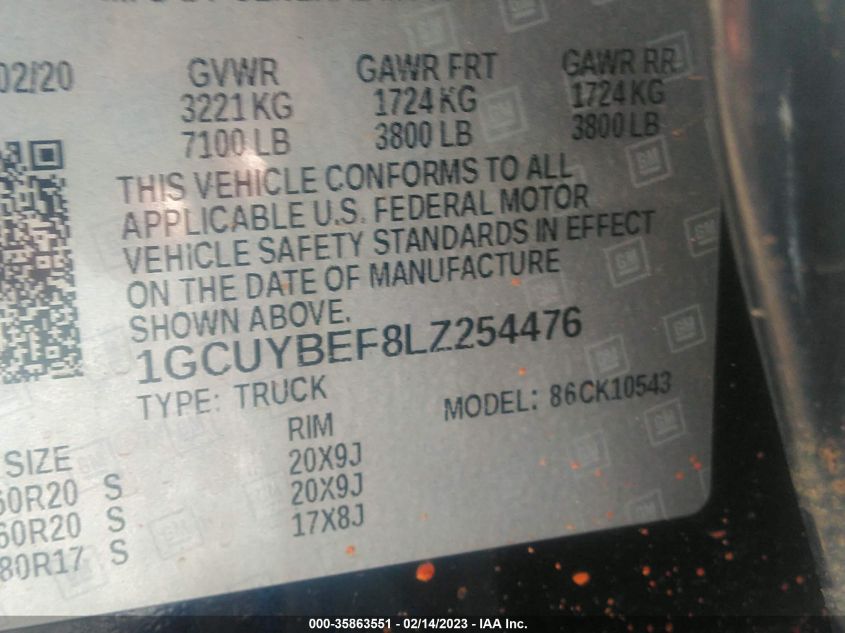 02/20 GVWR GAWR FRT GAWR RR
3221 KG 1724 KG 1724 KG
7100 LB 3800 LB 3800 LB
THIS VEHICLE CONFORMS TO ALL
APPLICABLE U.S. FEDERAL MOTOR
VEHICLE SAFETY STANDARDS IN EFFECT
ON THE DATE OF MANUFACTURE
SHOWN ABOVE.
1GCUYBEF8LZ254476
TYPE: TRUCK MODEL: 86CK10543
SIZE RIM
60R20 S 20X9J
60R20 S 20X9J
80R17 S 17X8J
000-35863551 - 02/14/2023 - IAA Inc.